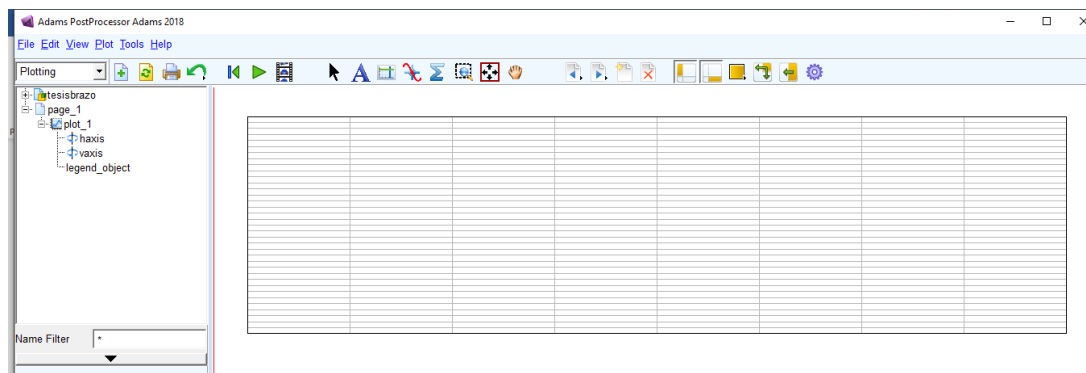 Adams PostProcessor Adams 2018
File Edit View Plot Tools Help
Plotting
tesisbrazo
page_1
plot_1
haxis
vaxis
legend_object
Name Filter *